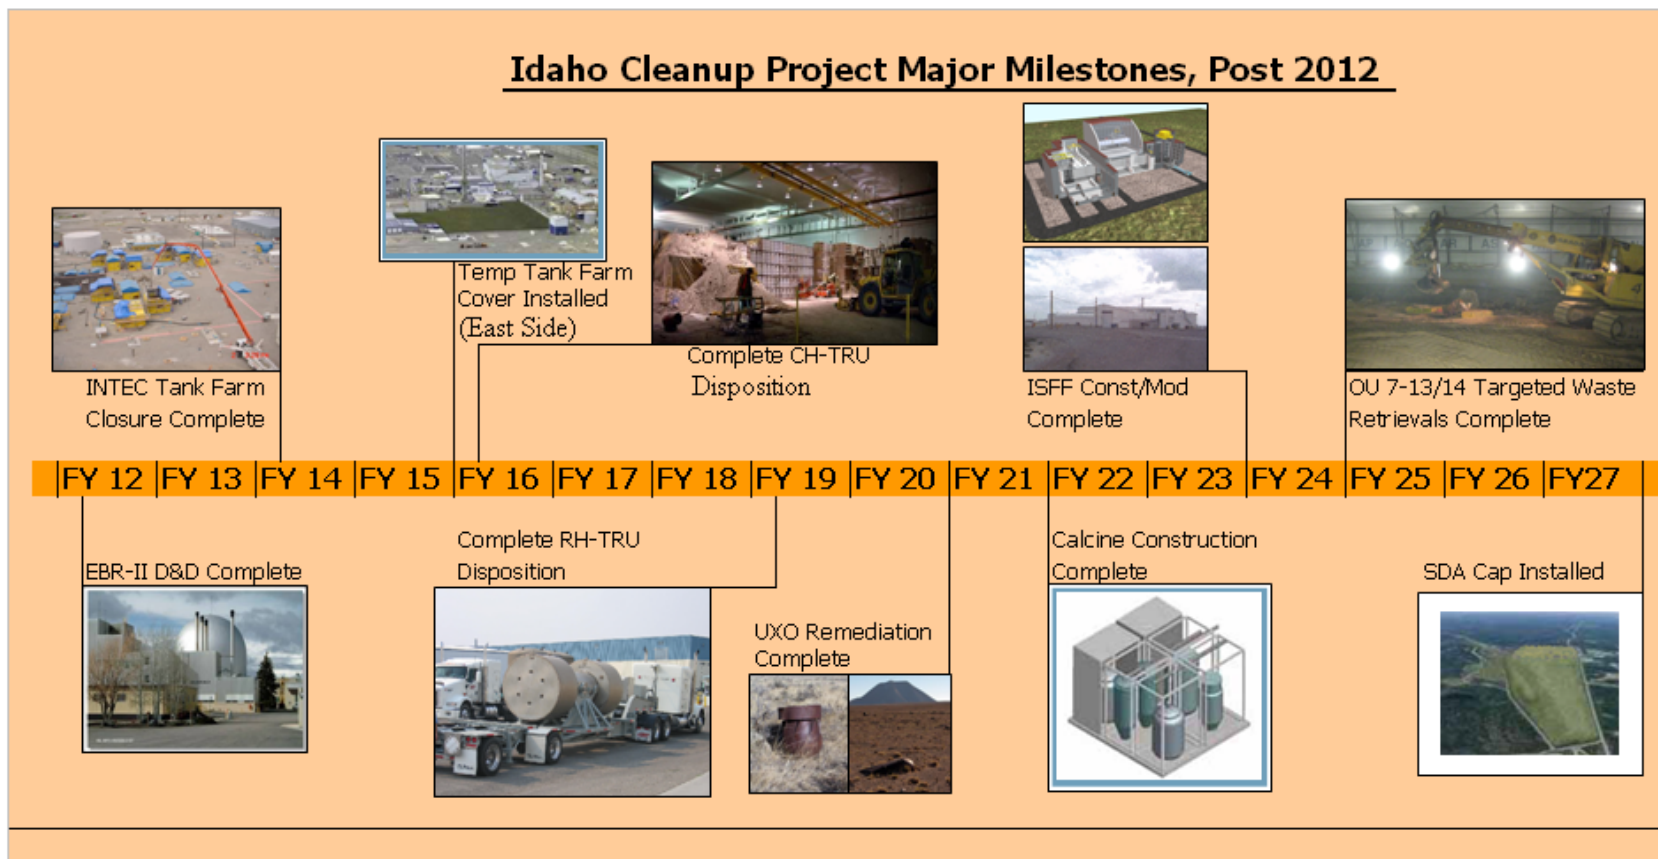 Idaho Cleanup Project Major Milestones, Post 2012
Temp Tank Farm
Cover Installed
(East Side)
Complete CH-TRU
Disposition
INTEC Tank Farm
Closure Complete
ISFF Const/Mod
Complete
OU 7-13/14 Targeted Waste
Retrievals Complete
FY 12 FY 13 FY 14 FY 15 FY 16 FY 17 FY 18 FY 19 FY 20 FY 21 FY 22 FY 23 FY 24 FY 25 FY 26 FY27
EBR-II D&D Complete
Complete RH-TRU
Disposition
UXO Remediation
Complete
Calcine Construction
Complete
SDA Cap Installed